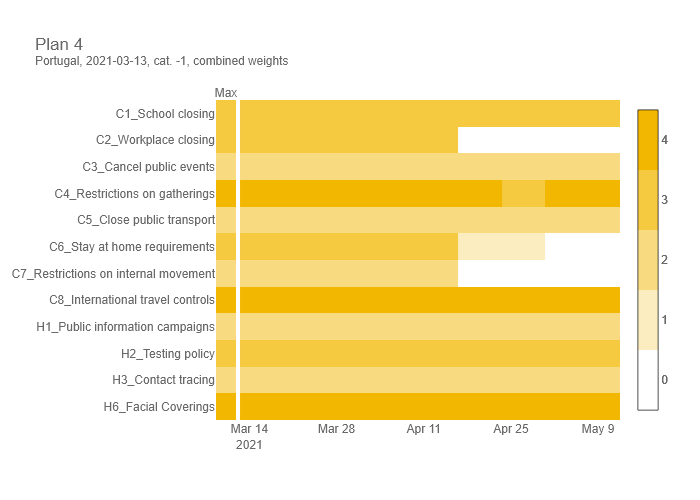 Plan 4
Portugal, 2021-03-13, cat. -1, combined weights
Max
C1_School closing
C2_Workplace closing
C3_Cancel public events
C4_Restrictions on gatherings
C5_Close public transport
C6_Stay at home requirements
C7_Restrictions on internal movement
C8_International travel controls
H1_Public information campaigns
H2_Testing policy
H3_Contact tracing
H6_Facial Coverings
Mar 14 Mar 28 Apr 11 Apr 25 May 9
2021
4
3
2
1
0